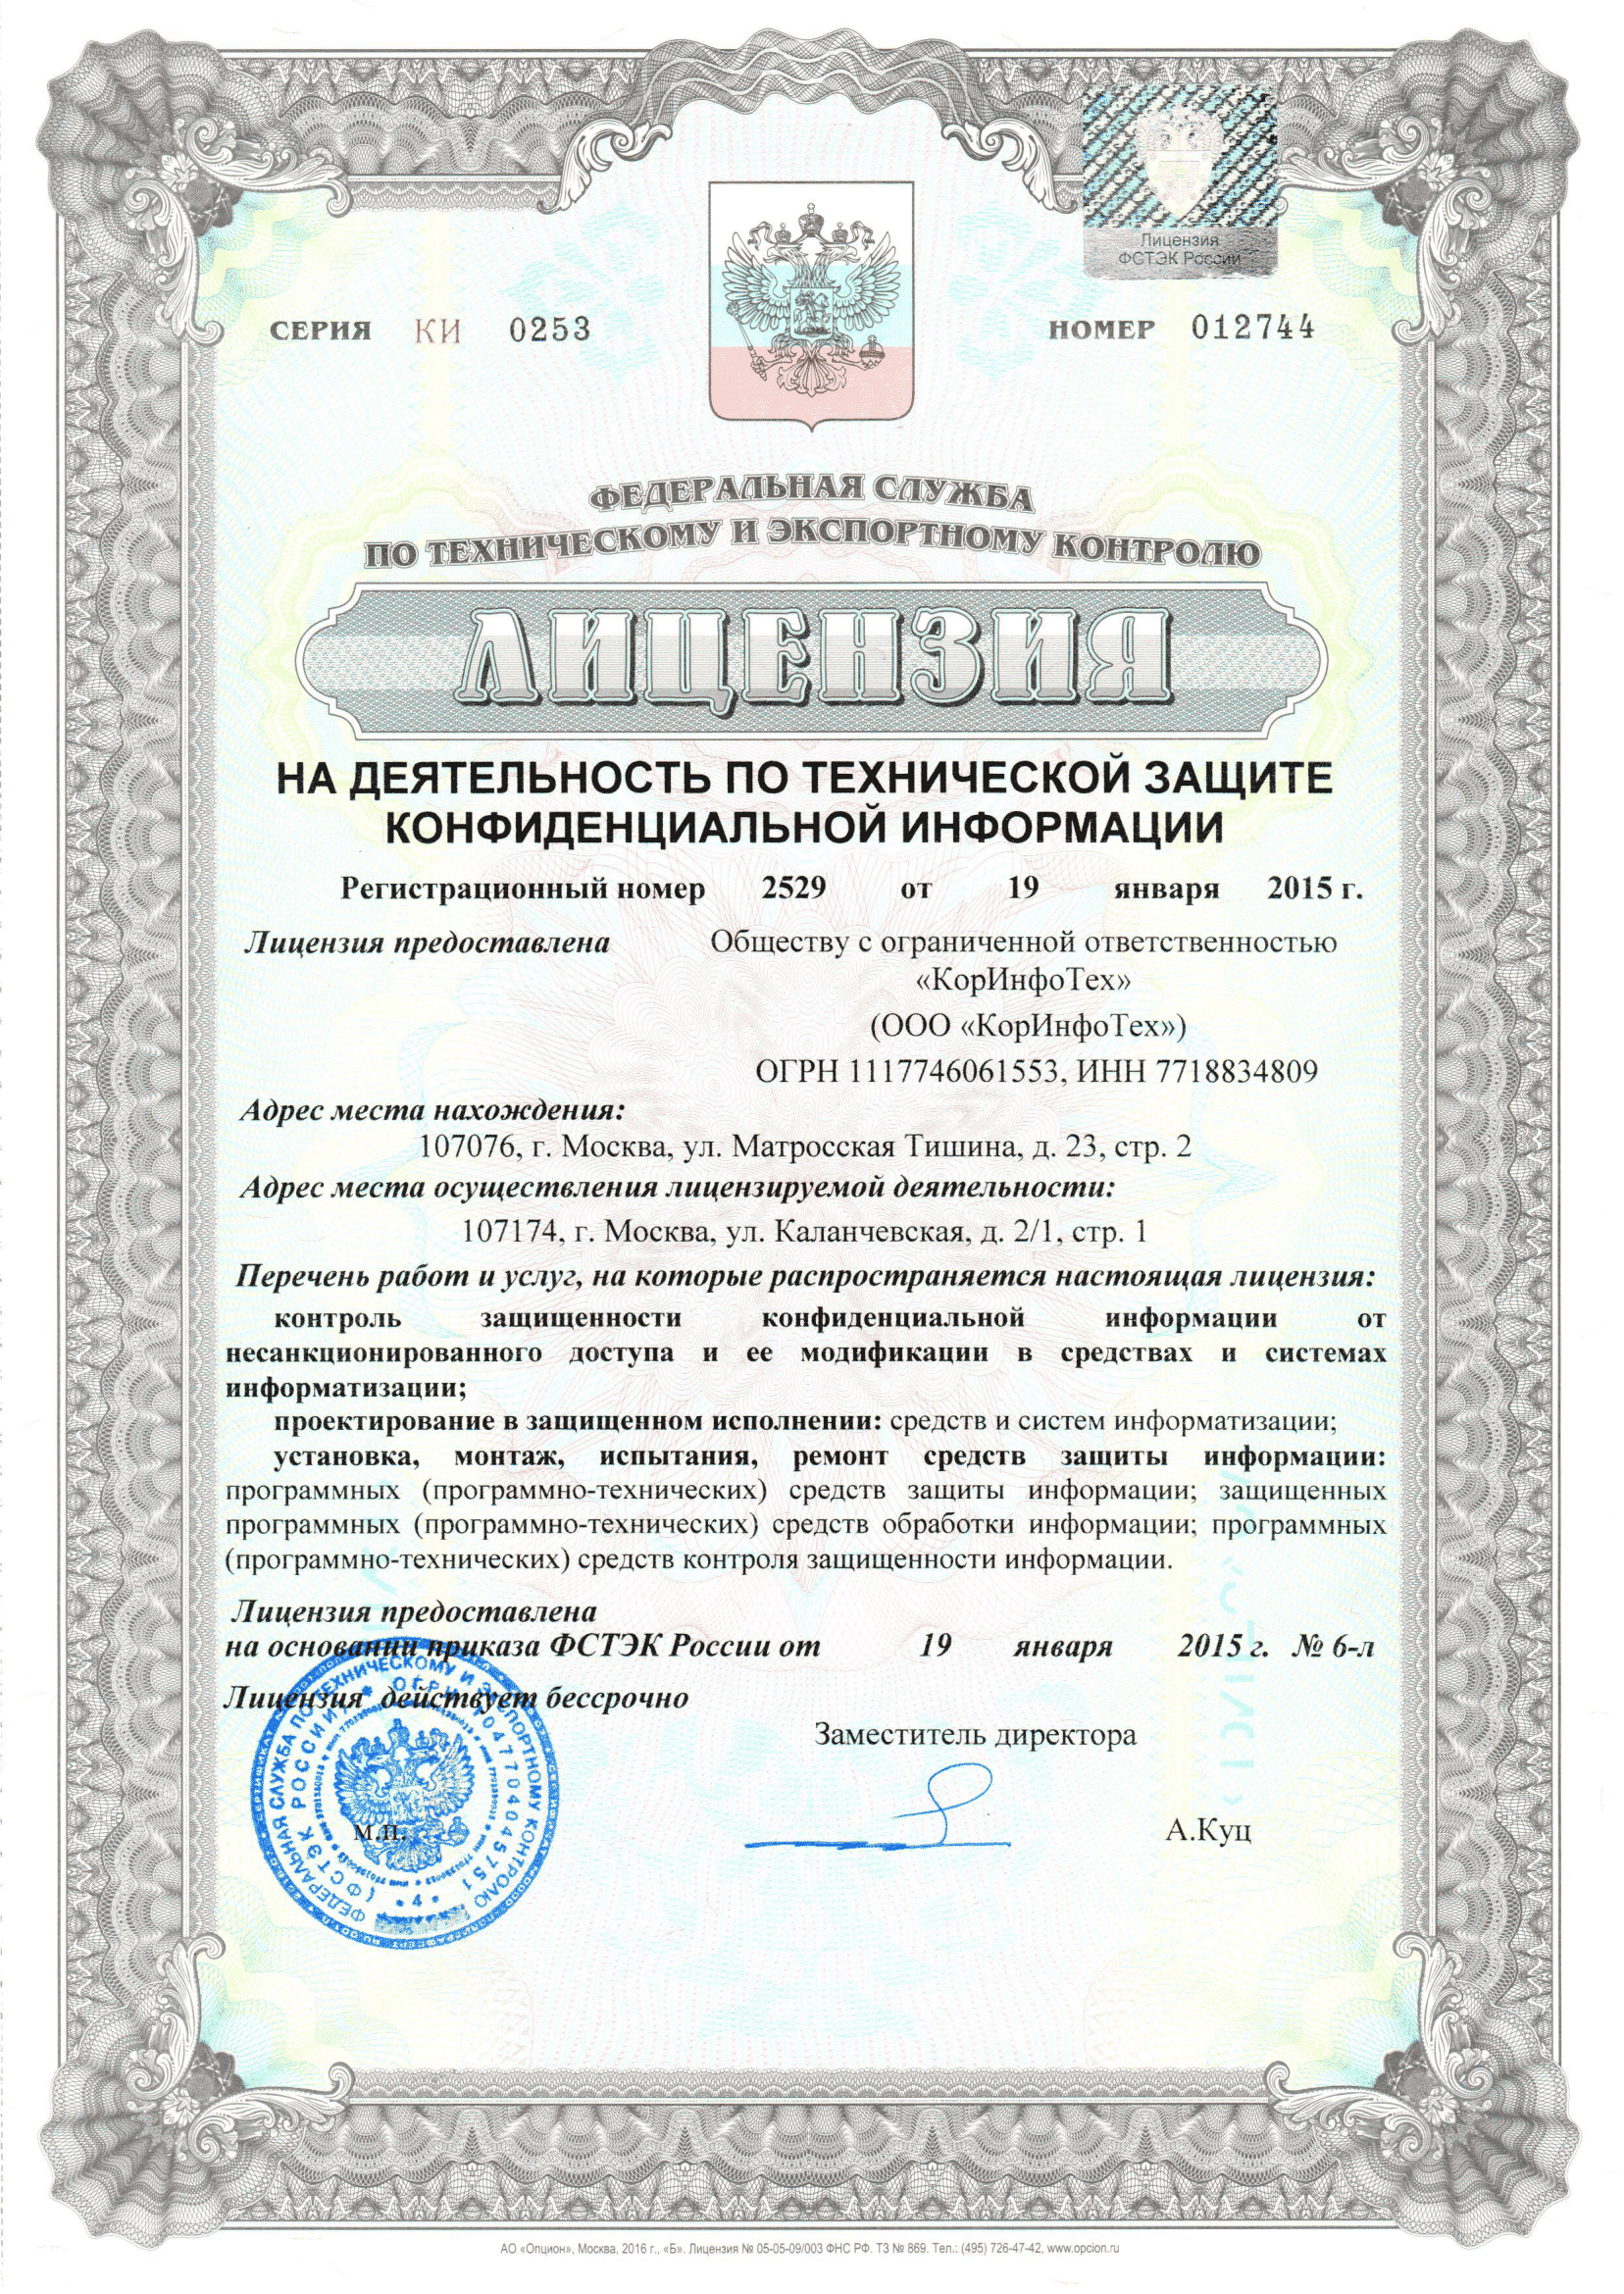 Лицензия
ФСТЭК России
СЕРИЯ КИ 0253 НОМЕР 012744
ФЕДЕРАЛЬНАЯ СЛУЖБА
ПО ТЕХНИЧЕСКОМУ И ЭКСПОРТНОМУ КОНТРОЛЮ
ЛИЦЕНЗИЯ
НА ДЕЯТЕЛЬНОСТЬ ПО ТЕХНИЧЕСКОЙ ЗАЩИТЕ
КОНФИДЕНЦИАЛЬНОЙ ИНФОРМАЦИИ
Регистрационный номер 2529 от 19 января 2015 г.
Лицензия предоставлена Обществу с ограниченной ответственностью
«КорИнфоТех»
(ООО «КорИнфоТех»)
ОГРН 1117746061553, ИНН 7718834809
Адрес места нахождения:
107076, г. Москва, ул. Матросская Тишина, д. 23, стр. 2
Адрес места осуществления лицензируемой деятельности:
107174, г. Москва, ул. Каланчевская, д. 2/1, стр. 1
Перечень работ и услуг, на которые распространяется настоящая лицензия:
контроль защищенности конфиденциальной информации от
несанкционированного доступа и ее модификации в средствах и системах
информатизации;
проектирование в защищенном исполнении: средств и систем информатизации;
установка, монтаж, испытания, ремонт средств защиты информации:
программных (программно-технических) средств защиты информации; защищенных
программных (программно-технических) средств обработки информации; программных
(программно-технических) средств контроля защищенности информации.
Лицензия предоставлена
на основании приказа ФСТЭК России от 19 января 2015 г. № 6-л
Лицензия действует бессрочно
Заместитель директора
М.П.
А.Куц
ФЕДЕРАЛЬНАЯ СЛУЖБА ПО ТЕХНИЧЕСКОМУ И ЭКСПОРТНОМУ КОНТРОЛЮ
(ФСТЭК РОССИИ) * ОГРН 1047704045751
* 4 *
АО «Опцион», Москва, 2016 г., «Б». Лицензия № 05-05-09/003 ФНС РФ. ТЗ № 869. Тел.: (495) 726-47-42, www.opcion.ru